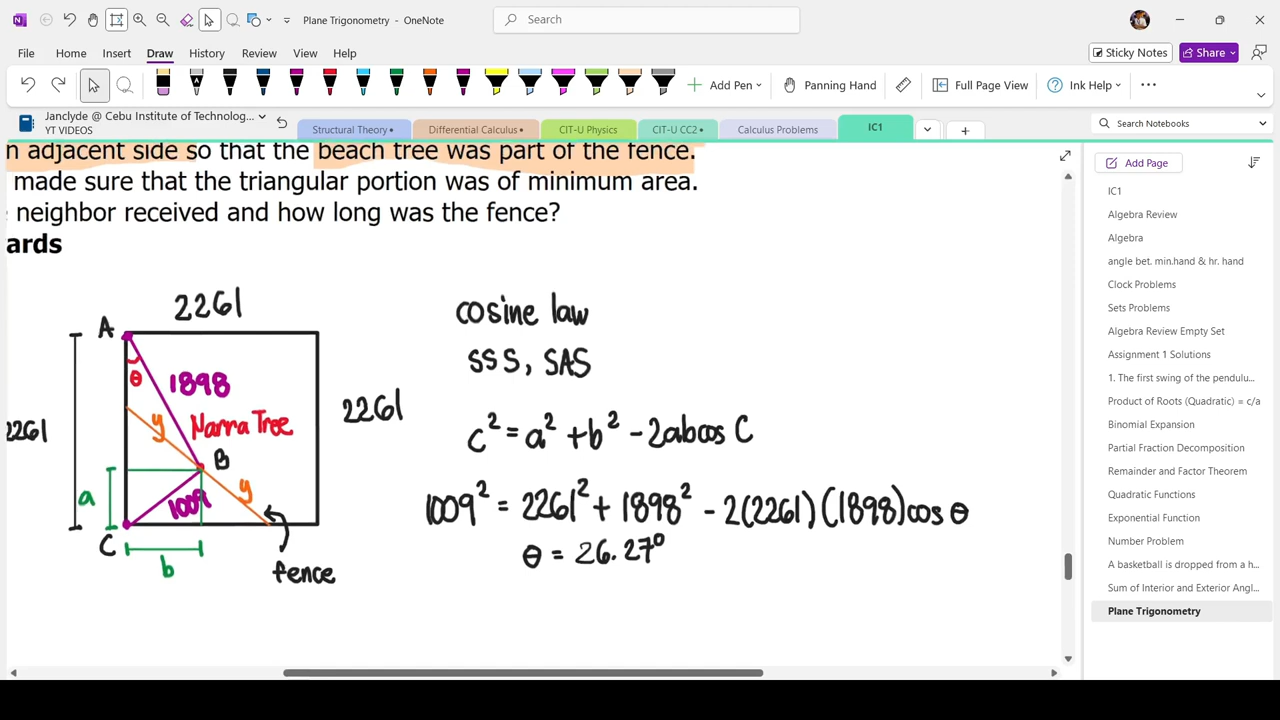 Plane Trigonometry - OneNote
Search
File Home Insert Draw History Review View Help
Sticky Notes
Share
Add Pen
Panning Hand
Full Page View
Ink Help
Janclyde @ Cebu Institute of Technolog...
YT VIDEOS
Structural Theory
Differential Calculus
CIT-U Physics
CIT-U CC2
Calculus Problems
IC1
Search Notebooks
Add Page
IC1
Algebra Review
Algebra
angle bet. min.hand & hr. hand
Clock Problems
Sets Problems
Algebra Review Empty Set
Assignment 1 Solutions
1. The first swing of the pendulu...
Product of Roots (Quadratic) = c/a
Binomial Expansion
Partial Fraction Decomposition
Remainder and Factor Theorem
Quadratic Functions
Exponential Function
Number Problem
A balloon is dropped from a h...
Sum of Interior and Exterior Angl...
Plane Trigonometry
n adjacent side so that the beach tree was part of the fence.
made sure that the triangular portion was of minimum area.
neighbor received and how long was the fence?
ards
2261
A
θ
1898
2261
2261
y
Narra Tree
B
a
1009
y
C
b
fence
cosine law
SSS, SAS
c² = a² + b² - 2abcos C
1009² = 2261² + 1898² - 2(2261)(1898)cos θ
θ = 26.27°